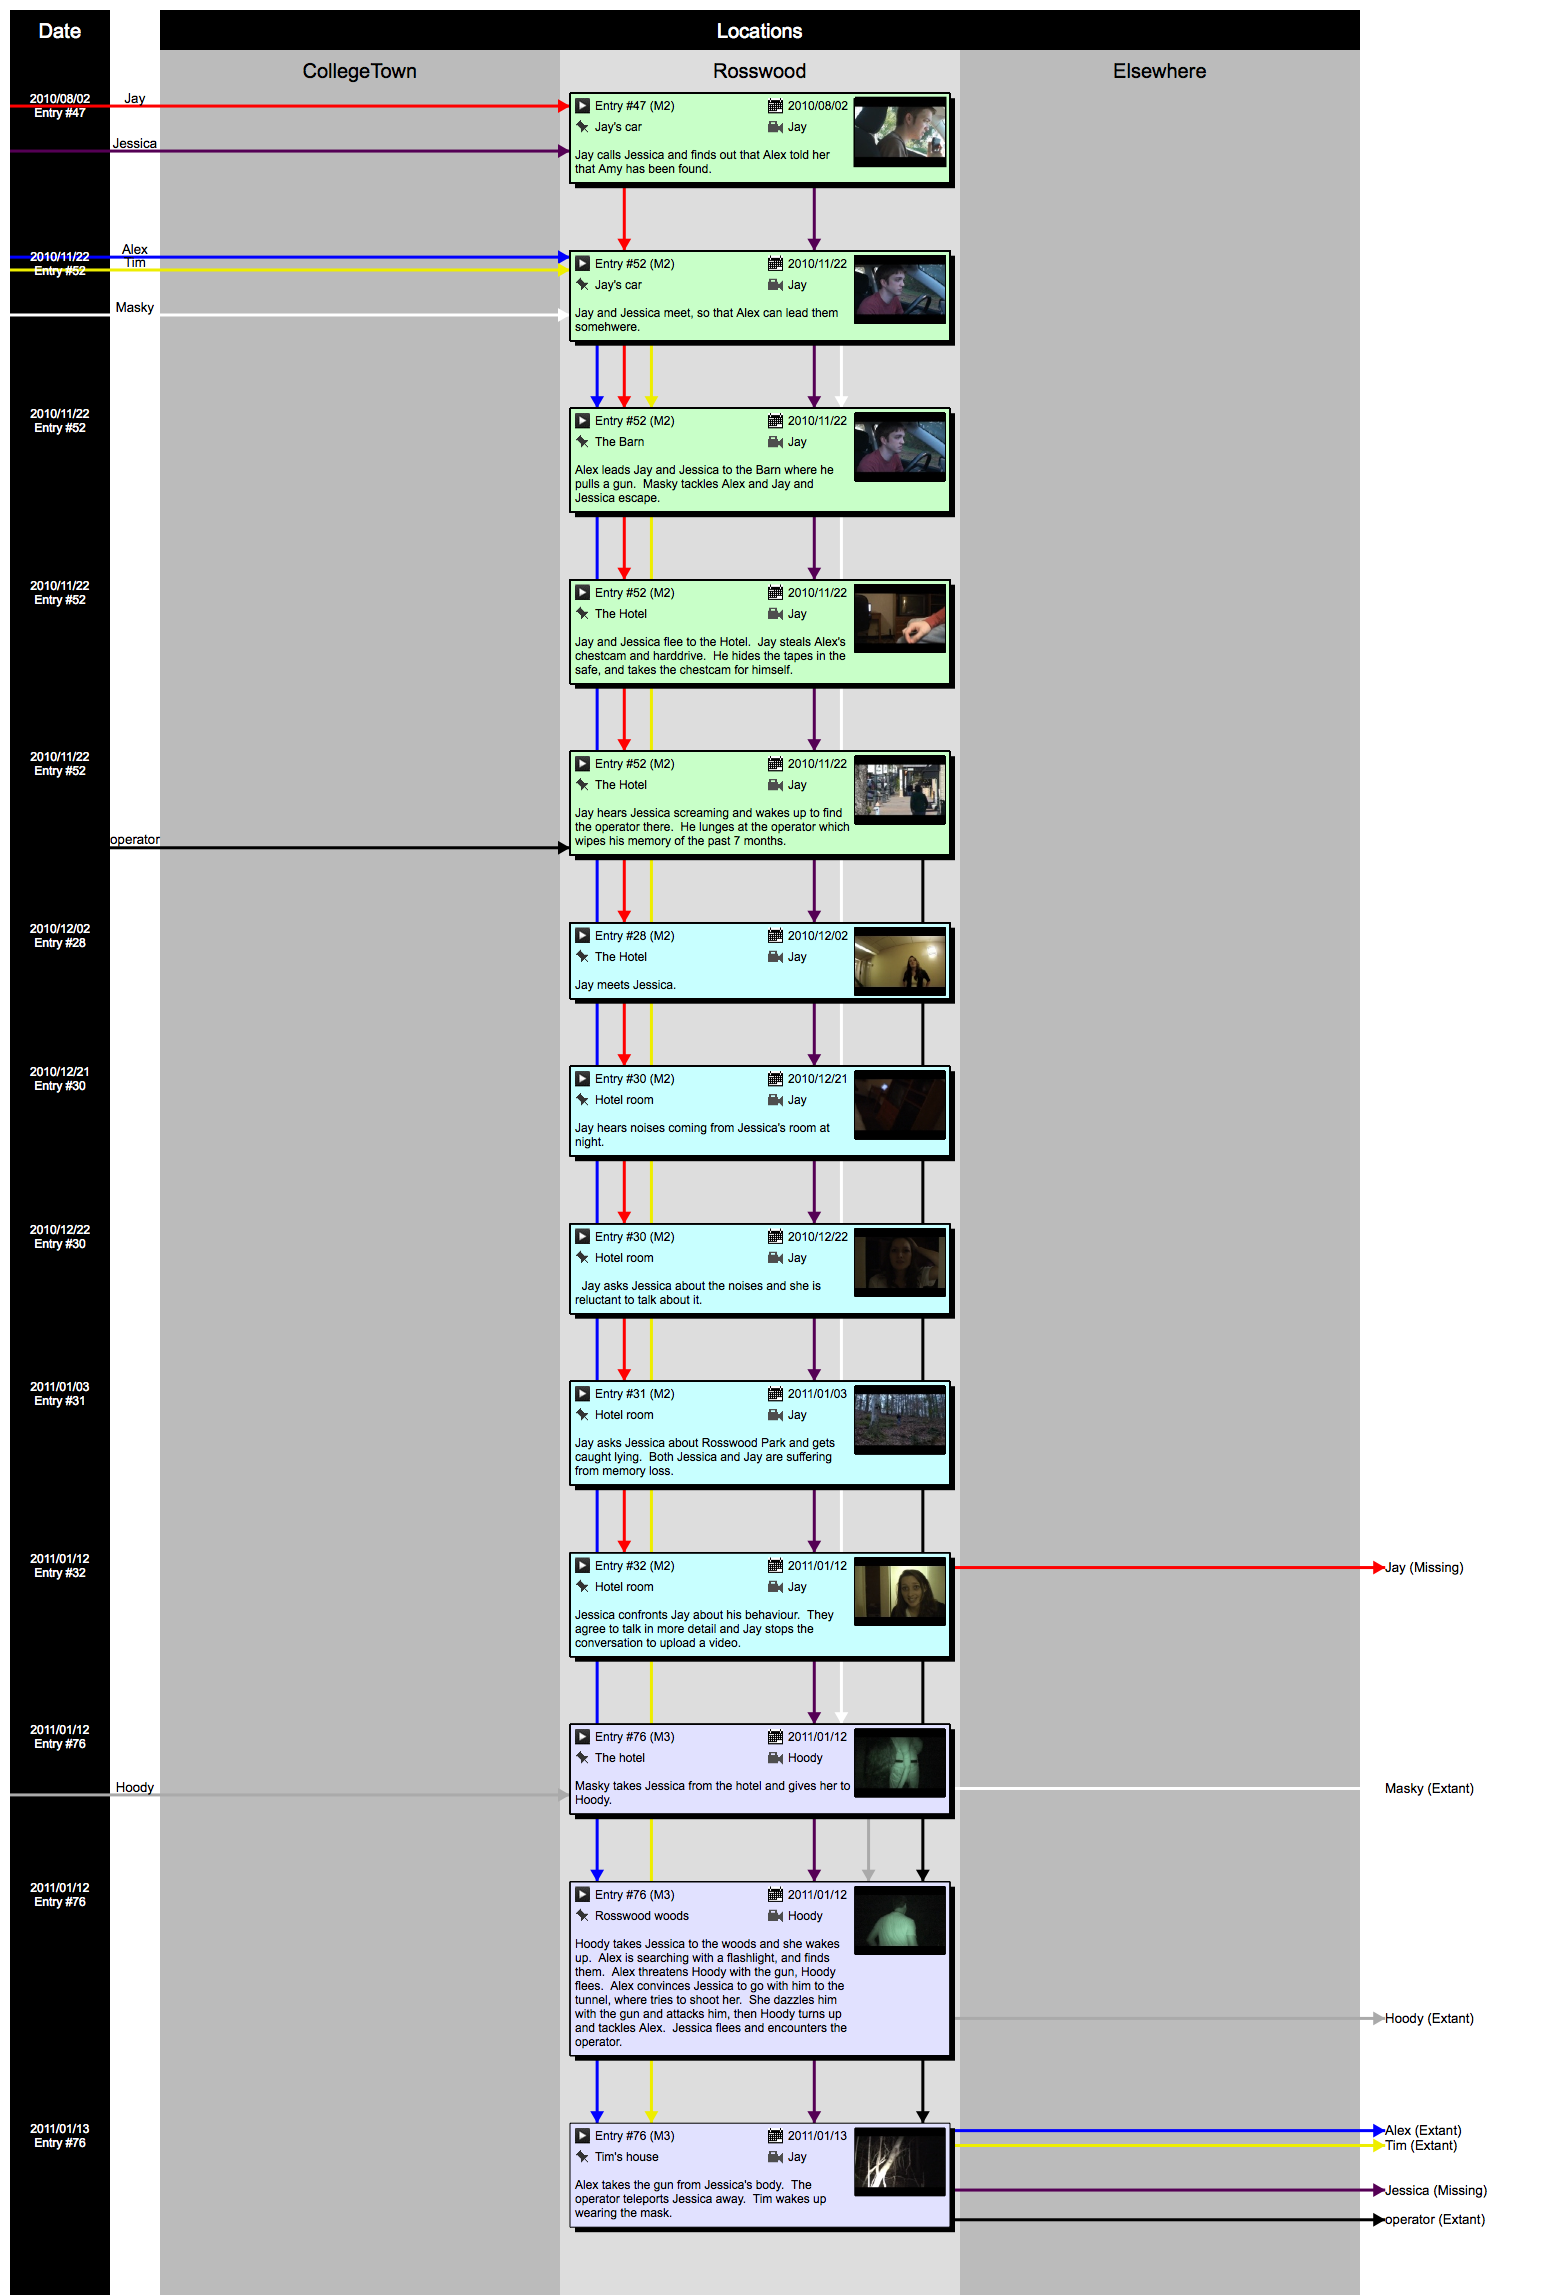 Date
Locations
CollegeTown
Rosswood
Elsewhere
2010/08/02
Entry #47
Jay
Jessica
Entry #47 (M2)
2010/08/02
Jay's car
Jay
Jay calls Jessica and finds out that Alex told her
that Amy has been found.
2010/11/22
Entry #52
Alex
Tim
Masky
Entry #52 (M2)
2010/11/22
Jay's car
Jay
Jay and Jessica meet, so that Alex can lead them
somehwere.
2010/11/22
Entry #52
Entry #52 (M2)
2010/11/22
The Barn
Jay
Alex leads Jay and Jessica to the Barn where he
pulls a gun.  Masky tackles Alex and Jay and
Jessica escape.
2010/11/22
Entry #52
Entry #52 (M2)
2010/11/22
The Hotel
Jay
Jay and Jessica flee to the Hotel.  Jay steals Alex's
chestcam and harddrive.  He hides the tapes in the
safe, and takes the chestcam for himself.
2010/11/22
Entry #52
operator
Entry #52 (M2)
2010/11/22
The Hotel
Jay
Jay hears Jessica screaming and wakes up to find
the operator there.  He lunges at the operator which
wipes his memory of the past 7 months.
2010/12/02
Entry #28
Entry #28 (M2)
2010/12/02
The Hotel
Jay
Jay meets Jessica.
2010/12/21
Entry #30
Entry #30 (M2)
2010/12/21
Hotel room
Jay
Jay hears noises coming from Jessica's room at
night.
2010/12/22
Entry #30
Entry #30 (M2)
2010/12/22
Hotel room
Jay
Jay asks Jessica about the noises and she is
reluctant to talk about it.
2011/01/03
Entry #31
Entry #31 (M2)
2011/01/03
Hotel room
Jay
Jay asks Jessica about Rosswood Park and gets
caught lying.  Both Jessica and Jay are suffering
from memory loss.
2011/01/12
Entry #32
Entry #32 (M2)
2011/01/12
Hotel room
Jay
Jessica confronts Jay about his behaviour.  They
agree to talk in more detail and Jay stops the
conversation to upload a video.
Jay (Missing)
2011/01/12
Entry #76
Hoody
Entry #76 (M3)
2011/01/12
The hotel
Hoody
Masky takes Jessica from the hotel and gives her to
Hoody.
Masky (Extant)
2011/01/12
Entry #76
Entry #76 (M3)
2011/01/12
Rosswood woods
Hoody
Hoody takes Jessica to the woods and she wakes
up.  Alex is searching with a flashlight, and finds
them.  Alex threatens Hoody with the gun, Hoody
flees.  Alex convinces Jessica to go with him to the
tunnel, where tries to shoot her.  She dazzles him
with the gun and attacks him, then Hoody turns up
and tackles Alex.  Jessica flees and encounters the
operator.
Hoody (Extant)
2011/01/13
Entry #76
Entry #76 (M3)
2011/01/13
Tim's house
Jay
Alex takes the gun from Jessica's body.  The
operator teleports Jessica away.  Tim wakes up
wearing the mask.
Alex (Extant)
Tim (Extant)
Jessica (Missing)
operator (Extant)